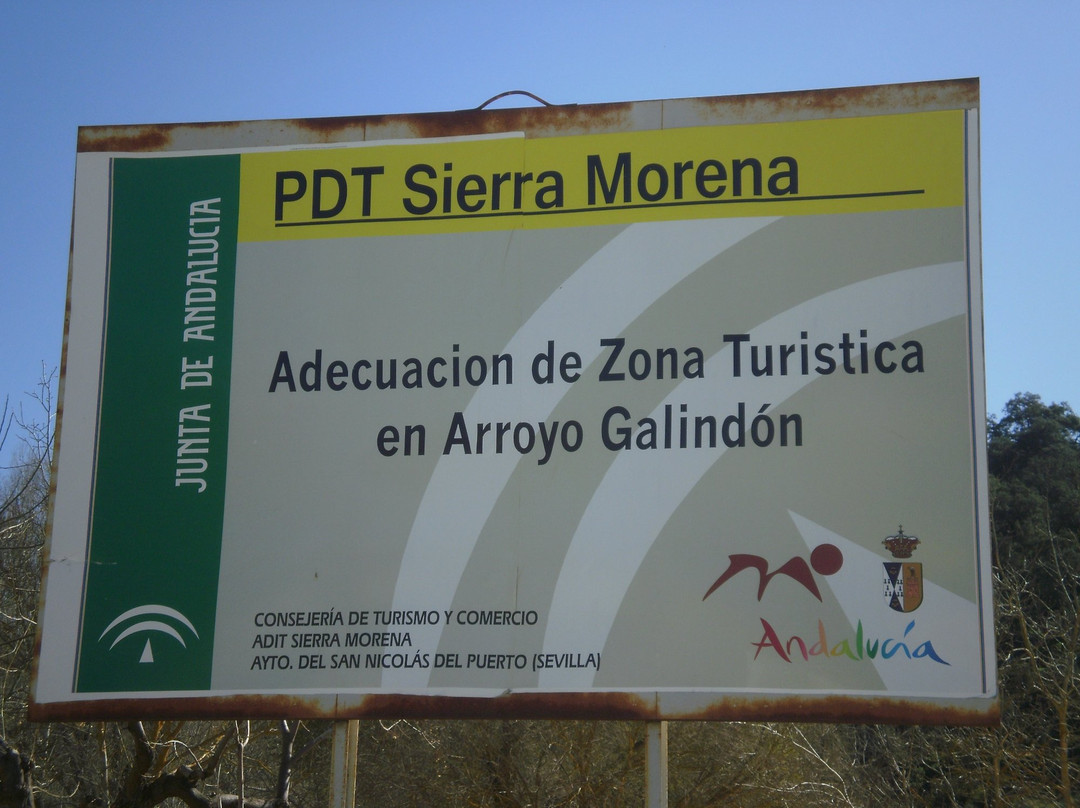 PDT Sierra Morena
JUNTA DE ANDALUCIA
Adecuacion de Zona Turistica
en Arroyo Galindón
CONSEJERÍA DE TURISMO Y COMERCIO
ADIT SIERRA MORENA
AYTO. DEL SAN NICOLÁS DEL PUERTO (SEVILLA)
Andalucía